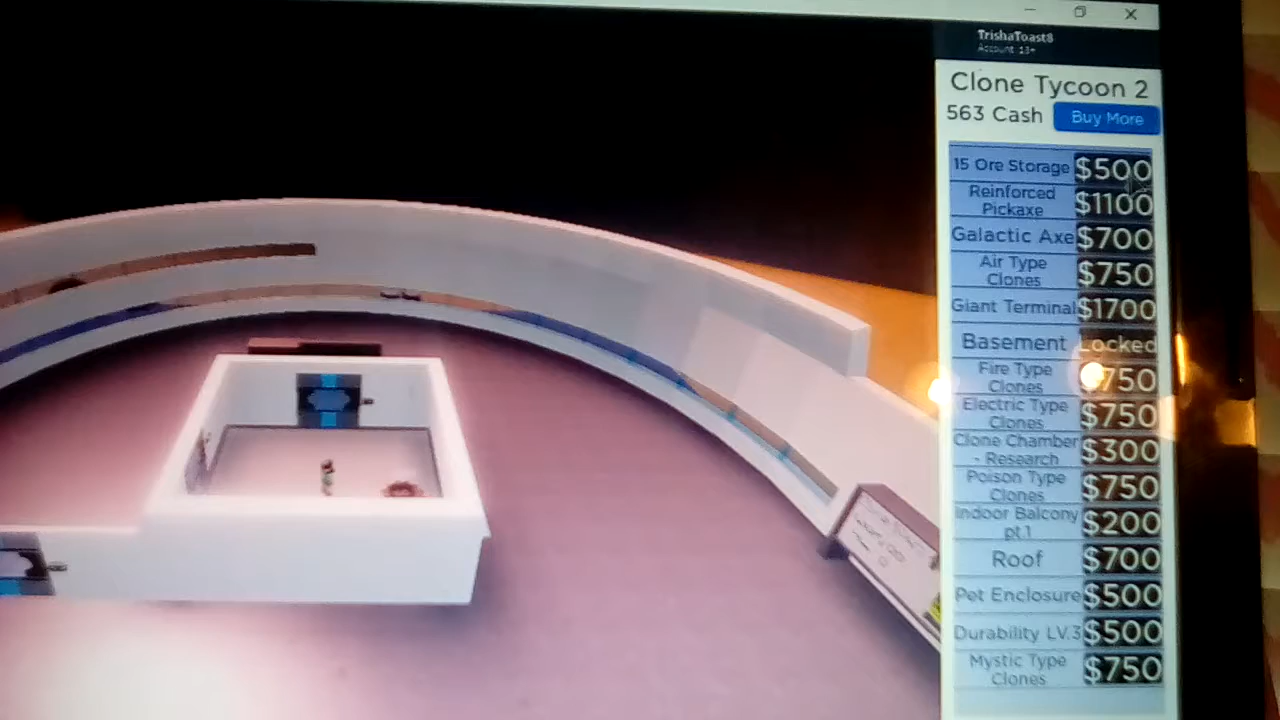 TrishaToast8
Account: 13+
Clone Tycoon 2
563 Cash Buy More
15 Ore Storage $500
Reinforced
Pickaxe $1100
Galactic Axe $700
Air Type
Clones $750
Giant Terminal $1700
Basement Locked
Fire Type
Clones $750
Electric Type
Clones $750
Clone Chamber
- Research $300
Poison Type
Clones $750
Indoor Balcony
pt.1 $200
Roof $700
Pet Enclosure $500
Durability LV.3 $500
Mystic Type
Clones $750